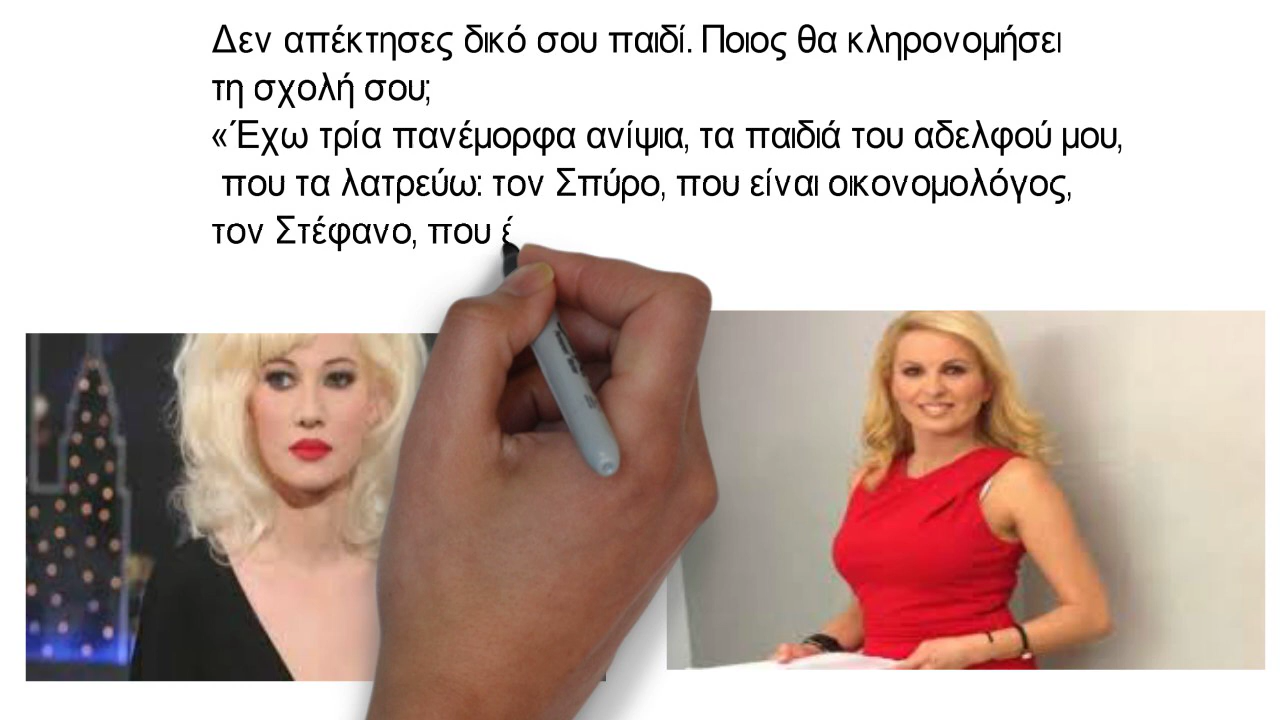 Δεν απέκτησες δικό σου παιδί. Ποιος θα κληρονομήσει
τη σχολή σου;
«Έχω τρία πανέμορφα ανίψια, τα παιδιά του αδελφού μου,
που τα λατρεύω: τον Σπύρο, που είναι οικονομολόγος,
τον Στέφανο, που έ